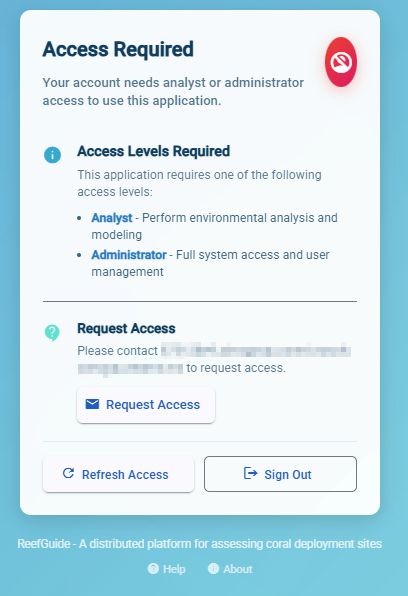 Access Required
Your account needs analyst or administrator
access to use this application.
Access Levels Required
This application requires one of the following
access levels:
Analyst - Perform environmental analysis and
modeling
Administrator - Full system access and user
management
Request Access
Please contact
to request access.
Request Access
Refresh Access
Sign Out
ReefGuide - A distributed platform for assessing coral deployment sites
Help
About